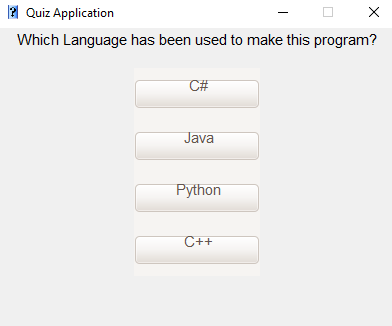 Quiz Application
Which Language has been used to make this program?
C#
Java
Python
C++